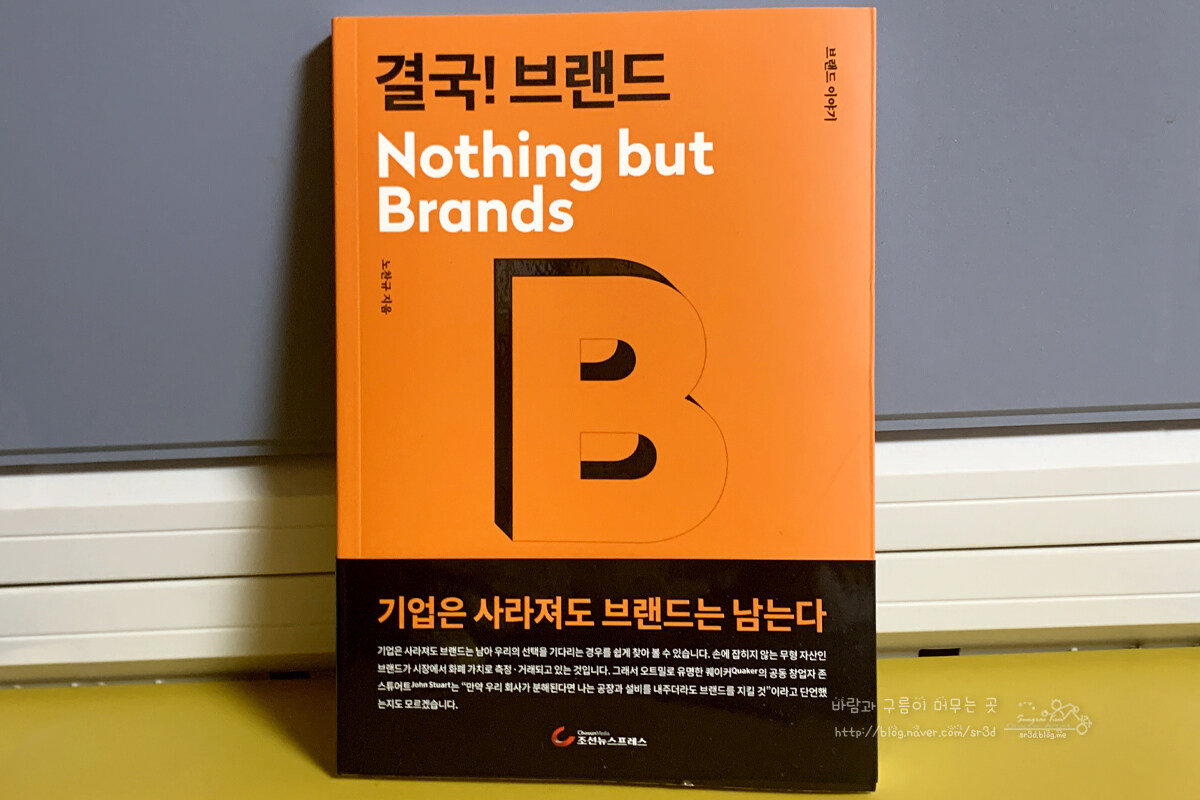 결국! 브랜드
브랜드 이야기
Nothing but
Brands
노찬규 지음
B
기업은 사라져도 브랜드는 남는다
기업은 사라져도 브랜드는 남아 우리의 선택을 기다리는 경우를 쉽게 찾아 볼 수 있습니다. 손에 잡히지 않는 무형 자산인
브랜드가 시장에서 화폐 가치로 측정·거래되고 있는 것입니다. 그래서 오트밀로 유명한 퀘이커Quaker의 공동 창업자 존
스튜어트John Stuart는 “만약 우리 회사가 분해된다면 나는 공장과 설비를 내주더라도 브랜드를 지킬 것”이라고 단언했
는지도 모르겠습니다.
ChosunMedia
조선뉴스프레스
바람과 구름이 머무는 곳
http://blog.naver.com/sr3d
sr3d.blog.me